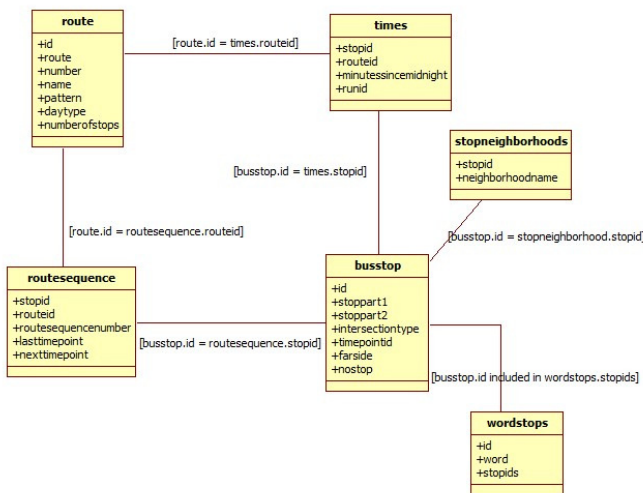 route
+id
+route
+number
+name
+pattern
+daytype
+numberofstops
[route.id = times.routeid]
times
+stopid
+routeid
+minutessincemidnight
+runid
[busstop.id = times.stopid]
stopneighborhoods
+stopid
+neighborhoodname
[route.id = routesequence.routeid]
[busstop.id = stopneighborhood.stopid]
routesequence
+stopid
+routeid
+routesequencenumber
+lasttimepoint
+nexttimepoint
[busstop.id = routesequence.stopid]
busstop
+id
+stoppart1
+stoppart2
+intersectiontype
+timepointid
+farside
+nostop
[busstop.id included in wordstops.stopids]
wordstops
+id
+word
+stopids